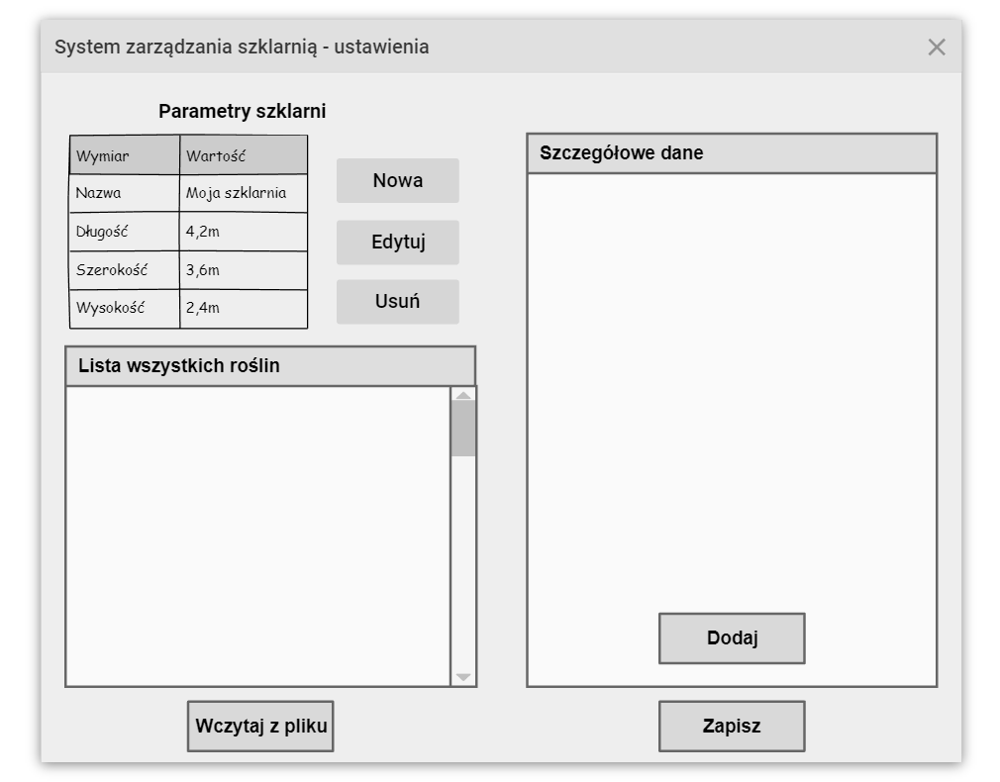 System zarządzania szklarnią - ustawienia
Parametry szklarni
Wymiar Wartość
Nazwa Moja szklarnia
Długość 4,2m
Szerokość 3,6m
Wysokość 2,4m
Nowa
Edytuj
Usuń
Lista wszystkich roślin
Wczytaj z pliku
Szczegółowe dane
Dodaj
Zapisz